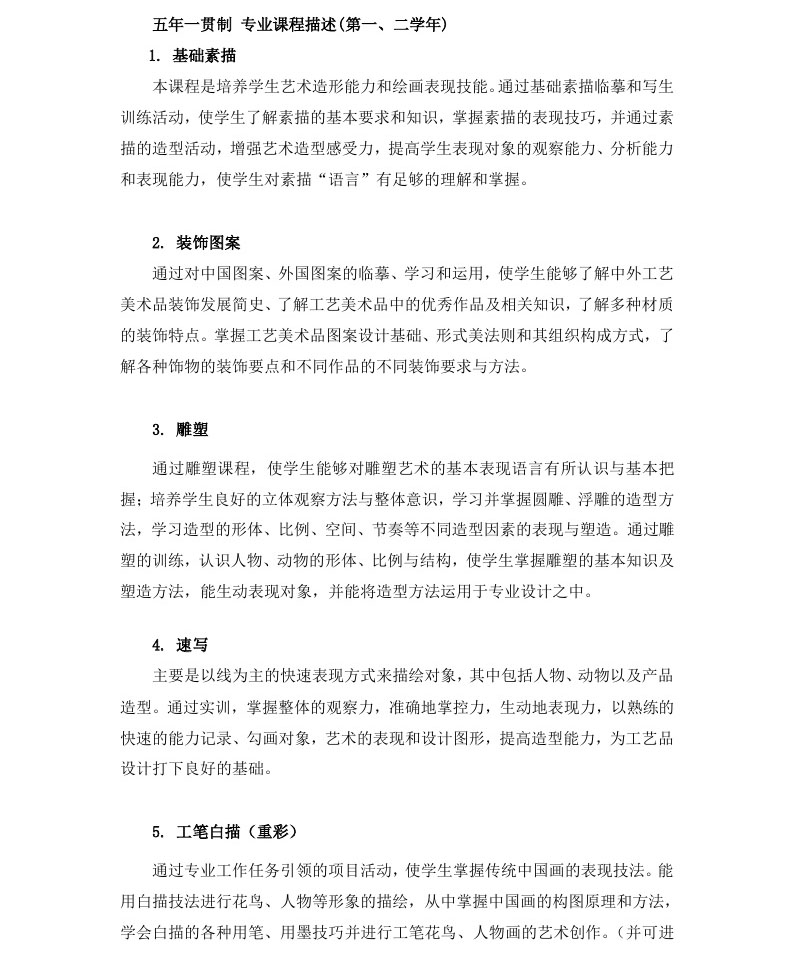 五年一贯制 专业课程描述(第一、二学年)
1. 基础素描
本课程是培养学生艺术造形能力和绘画表现技能。通过基础素描临摹和写生
训练活动，使学生了解素描的基本要求和知识，掌握素描的表现技巧，并通过素
描的造型活动，增强艺术造型感受力，提高学生表现对象的观察能力、分析能力
和表现能力，使学生对素描“语言”有足够的理解和掌握。
2. 装饰图案
通过对中国图案、外国图案的临摹、学习和运用，使学生能够了解中外工艺
美术品装饰发展简史、了解工艺美术品中的优秀作品及相关知识，了解多种材质
的装饰特点。掌握工艺美术品图案设计基础、形式美法则和其组织构成方式，了
解各种饰物的装饰要点和不同作品的不同装饰要求与方法。
3. 雕塑
通过雕塑课程，使学生能够对雕塑艺术的基本表现语言有所认识与基本把
握；培养学生良好的立体观察方法与整体意识，学习并掌握圆雕、浮雕的造型方
法，学习造型的形体、比例、空间、节奏等不同造型因素的表现与塑造。通过雕
塑的训练，认识人物、动物的形体、比例与结构，使学生掌握雕塑的基本知识及
塑造方法，能生动表现对象，并能将造型方法运用于专业设计之中。
4. 速写
主要是以线为主的快速表现方式来描绘对象，其中包括人物、动物以及产品
造型。通过实训，掌握整体的观察力，准确地掌控力，生动地表现力，以熟练的
快速的能力记录、勾画对象，艺术的表现和设计图形，提高造型能力，为工艺品
设计打下良好的基础。
5. 工笔白描（重彩）
通过专业工作任务引领的项目活动，使学生掌握传统中国画的表现技法。能
用白描技法进行花鸟、人物等形象的描绘，从中掌握中国画的构图原理和方法，
学会白描的各种用笔、用墨技巧并进行工笔花鸟、人物画的艺术创作。（并可进